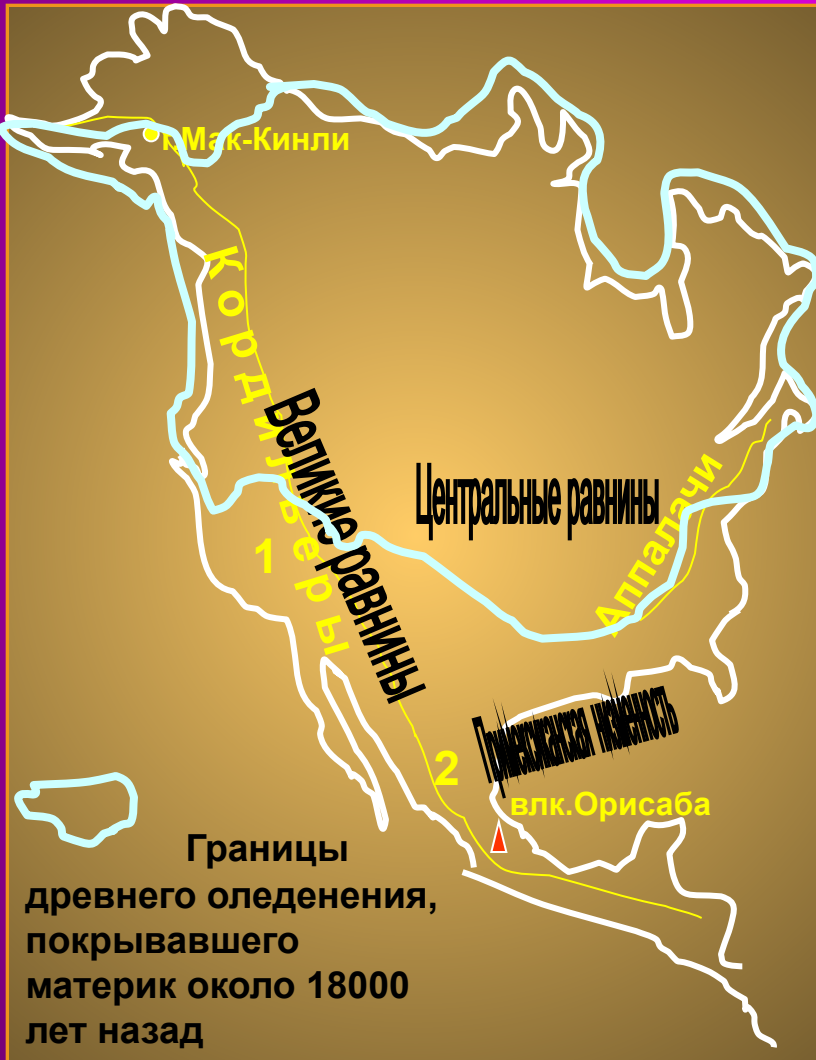 г.Мак-Кинли
Кордильеры
Великие равнины
Центральные равнины
Аппалачи
1
Примексиканская низменность
2
влк.Орисаба
Границы
древнего оледенения,
покрывавшего
материк около 18000
лет назад